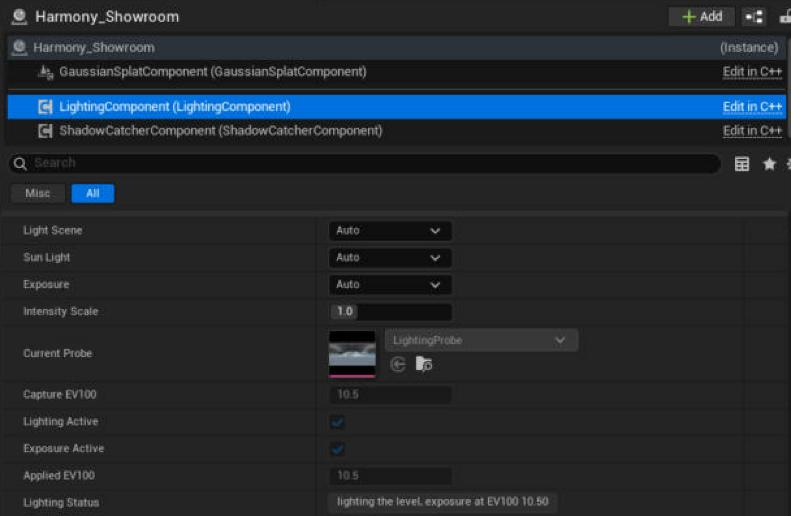 Harmony_Showroom
+ Add
Harmony_Showroom (Instance)
GaussianSplatComponent (GaussianSplatComponent) Edit in C++
LightingComponent (LightingComponent) Edit in C++
ShadowCatcherComponent (ShadowCatcherComponent) Edit in C++
Search
Misc All
Light Scene Auto
Sun Light Auto
Exposure Auto
Intensity Scale 1.0
Current Probe LightingProbe
Capture EV100 10.5
Lighting Active
Exposure Active
Applied EV100 10.5
Lighting Status lighting the level, exposure at EV100 10.50